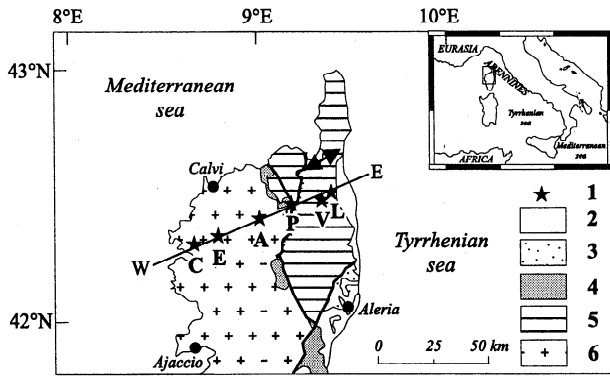 8°E 9°E 10°E
43°N
42°N
Mediterranean
sea
Calvi
E
W
C E A P V L
Tyrrhenian
sea
Aleria
Ajaccio
0 25 50 km
EURASIA
APENNINES
Tyrrhenian
sea
Mediterranean
sea
AFRICA
1
2
3
4
5
6